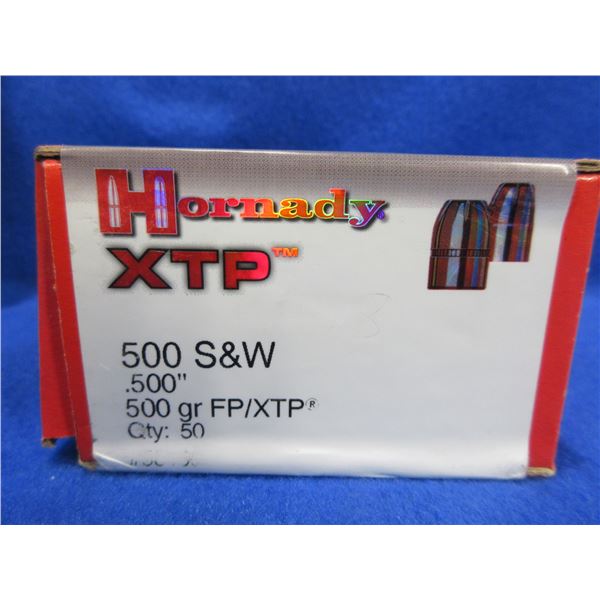 Hornady®
XTP™
500 S&W
.500"
500 gr FP/XTP®
Qty: 50